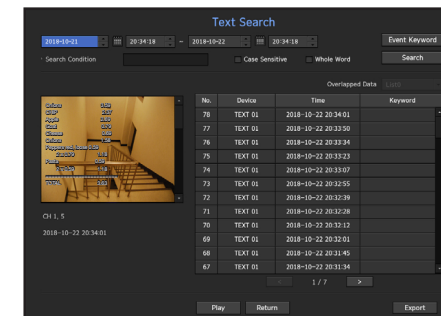 Text Search
2018-10-21 20:34:18 ~ 2018-10-22 20:34:18 Event Keyword
Search Condition Case Sensitive Whole Word Search
Overlapped Data
No. Device Time Keyword
78 TEXT 01 2018-10-22 20:34:01
77 TEXT 01 2018-10-22 20:33:50
76 TEXT 01 2018-10-22 20:33:34
75 TEXT 01 2018-10-22 20:33:23
74 TEXT 01 2018-10-22 20:33:07
73 TEXT 01 2018-10-22 20:32:55
72 TEXT 01 2018-10-22 20:32:39
71 TEXT 01 2018-10-22 20:32:28
70 TEXT 01 2018-10-22 20:32:12
69 TEXT 01 2018-10-22 20:32:01
68 TEXT 01 2018-10-22 20:31:45
67 TEXT 01 2018-10-22 20:31:34
Onions
Apple
Cheese
Onions
CH 1, 5
2018-10-22 20:34:01
< 1 / 7 >
Play Return Export